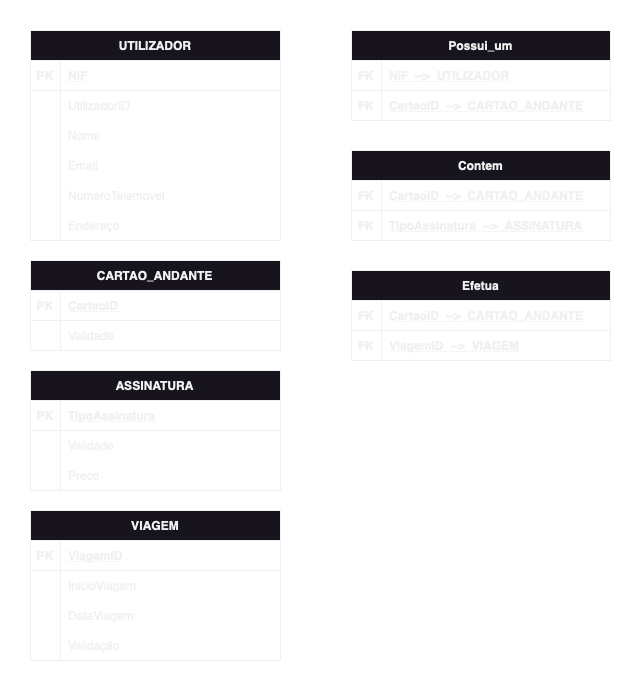 UTILIZADOR
PK NIF
UtilizadorID
Nome
Email
NumeroTelemovel
Endereço
CARTAO_ANDANTE
PK CartaoID
Validade
ASSINATURA
PK TipoAssinatura
Validade
Preco
VIAGEM
PK ViagemID
InicioViagem
DataViagem
Validação
Possui_um
FK NIF --> UTILIZADOR
FK CartaoID --> CARTAO_ANDANTE
Contem
FK CartaoID --> CARTAO_ANDANTE
FK TipoAssinatura --> ASSINATURA
Efetua
FK CartaoID --> CARTAO_ANDANTE
FK ViagemID --> VIAGEM